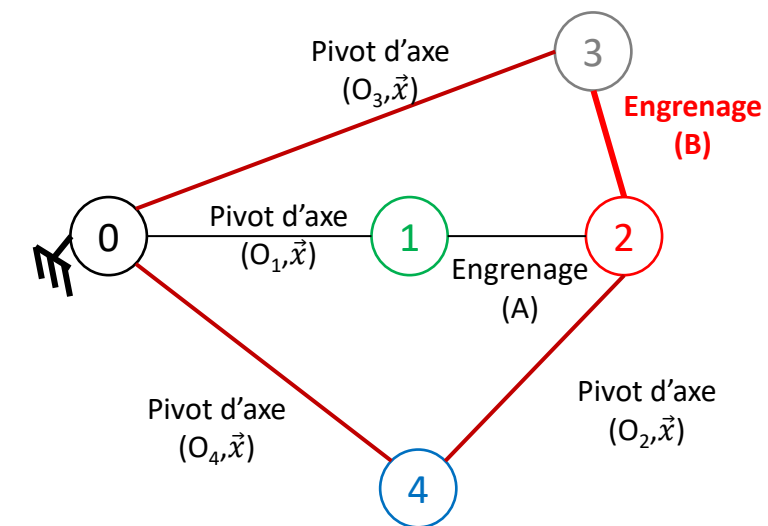 Pivot d'axe
(O₃,x⃗)
3
Engrenage
(B)
0
Pivot d'axe
(O₁,x⃗)
1
Engrenage
(A)
2
Pivot d'axe
(O₄,x⃗)
Pivot d'axe
(O₂,x⃗)
4